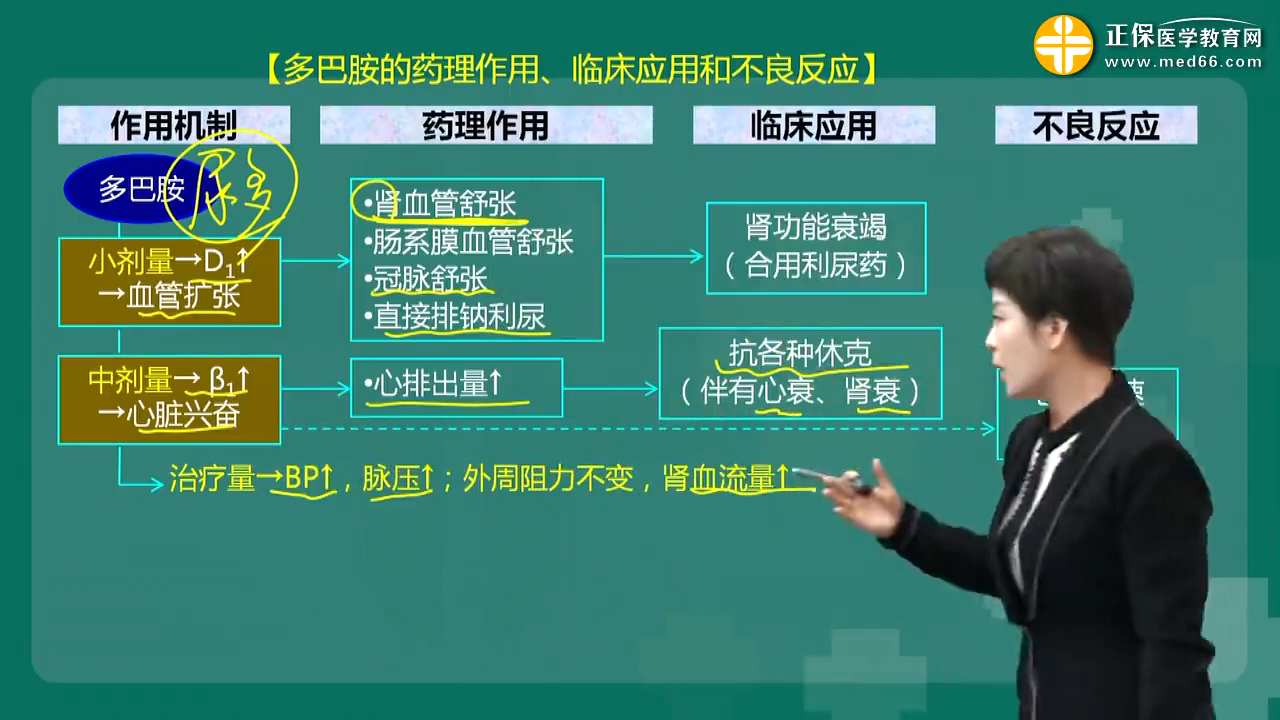 正保医学教育网
www.med66.com
【多巴胺的药理作用、临床应用和不良反应】
作用机制
药理作用
临床应用
不良反应
多巴胺
尿多
小剂量→D₁↑
→血管扩张
•肾血管舒张
•肠系膜血管舒张
•冠脉舒张
•直接排钠利尿
肾功能衰竭
（合用利尿药）
中剂量→β₁↑
→心脏兴奋
•心排出量↑
抗各种休克
（伴有心衰、肾衰）
治疗量→BP↑，脉压↑；外周阻力不变，肾血流量↑